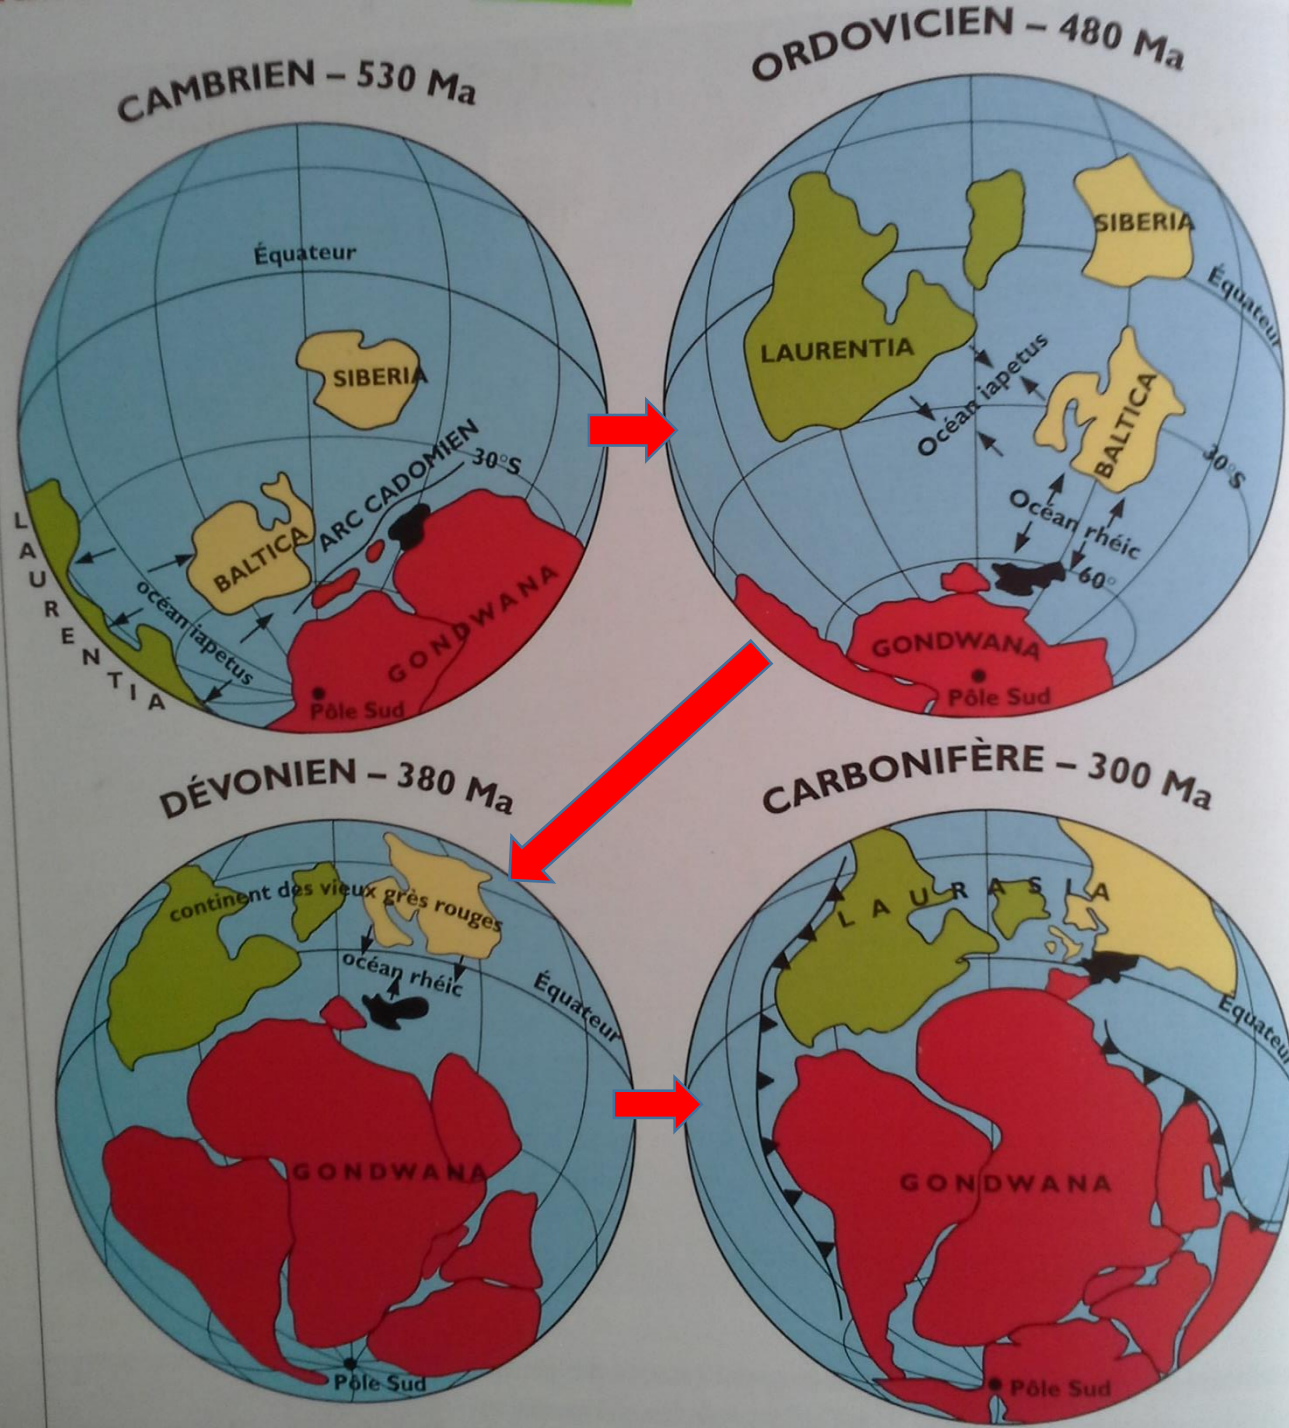 CAMBRIEN – 530 Ma
Équateur
SIBERIA
ARC CADOMIEN
30°S
BALTICA
océan iapetus
LAURENTIA
GONDWANA
Pôle Sud
ORDOVICIEN – 480 Ma
SIBERIA
Équateur
LAURENTIA
Océan iapetus
BALTICA
30°S
Océan rhéic
60°
GONDWANA
Pôle Sud
DÉVONIEN – 380 Ma
continent des vieux grès rouges
océan rhéic
Équateur
GONDWANA
Pôle Sud
CARBONIFÈRE – 300 Ma
LAURASIA
Équateur
GONDWANA
Pôle Sud